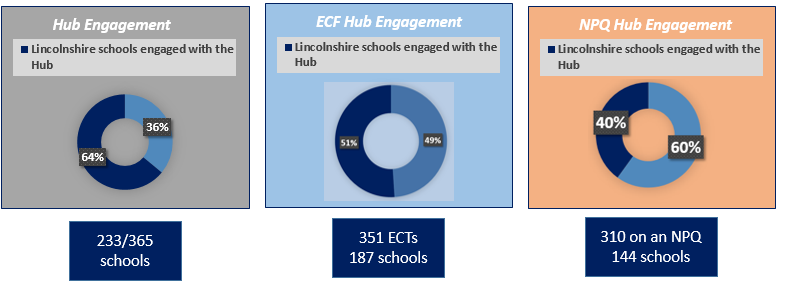 Hub Engagement
Lincolnshire schools engaged with the
Hub
36%
64%
233/365
schools
ECF Hub Engagement
Lincolnshire schools engaged with the
Hub
51%
49%
351 ECTs
187 schools
NPQ Hub Engagement
Lincolnshire schools engaged with the
Hub
40%
60%
310 on an NPQ
144 schools